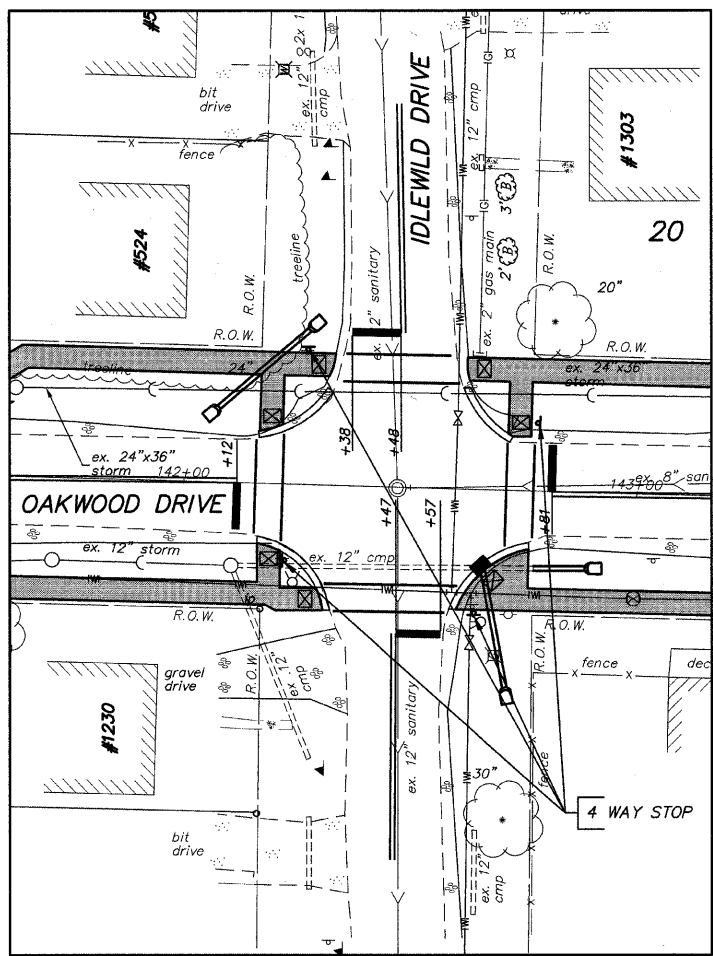 #5
2x 1
bit
drive
ex. 12"
cmp
fence
#524
treeline
R.O.W.
R.O.W.
IDLEWILD DRIVE
ex. 12" cmp
#1303
3'
B
2'
B
ex. 2" gas main
R.O.W.
20
20"
2" sanitary
ex.
R.O.W.
treeline
24"
ex. 24"x36"
storm
ex. 24"x36"
storm
142+00
+12
+38
+48
143+00
ex. 8" san
OAKWOOD DRIVE
+47
+57
+81
ex. 12" storm
ex. 12" cmp
R.O.W.
R.O.W.
R.O.W.
gravel
drive
R.O.W.
ex. 12"
cmp
ex. 12" sanitary
fence
dec
#1230
fence
30"
4 WAY STOP
bit
drive
ex. 12"
cmp